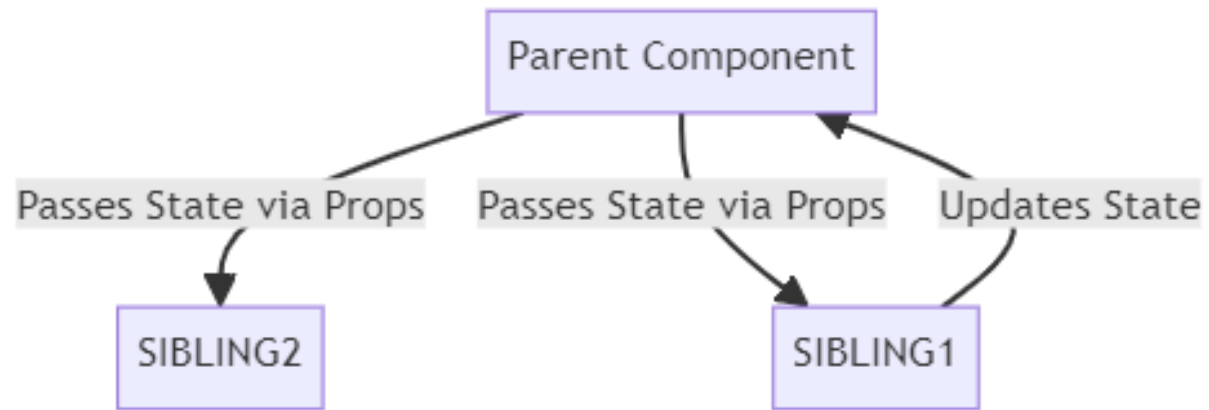 Parent Component
Passes State via Props
Passes State via Props
Updates State
SIBLING2
SIBLING1